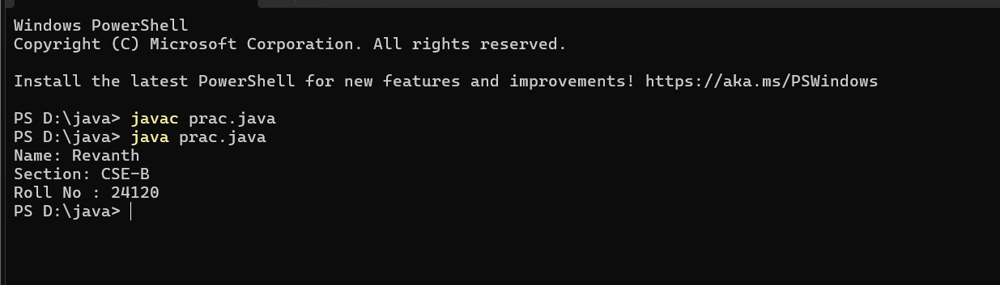 Windows PowerShell
Copyright (C) Microsoft Corporation. All rights reserved.
Install the latest PowerShell for new features and improvements! https://aka.ms/PSWindows
PS D:\java> javac prac.java
PS D:\java> java prac.java
Name: Revanth
Section: CSE-B
Roll No : 24120
PS D:\java>